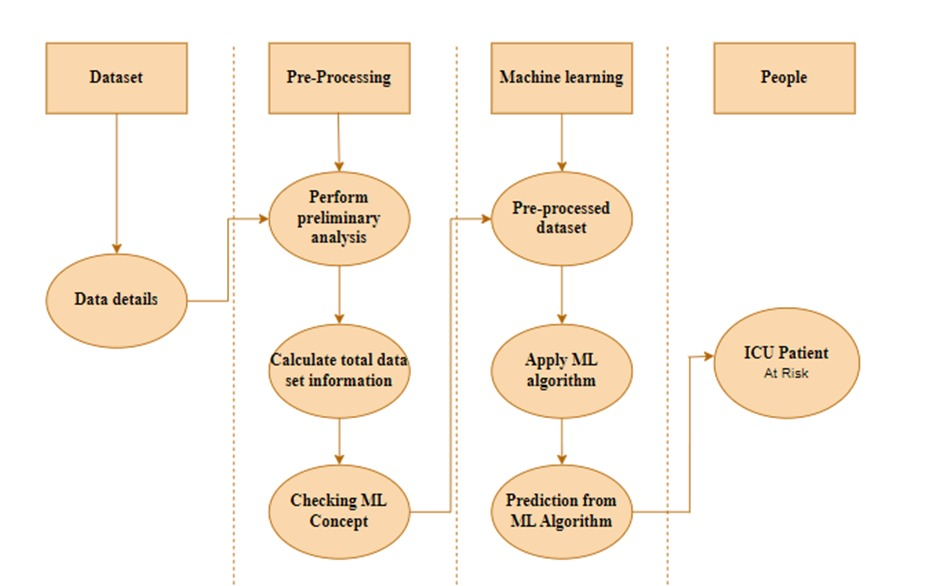 Dataset
Pre-Processing
Machine learning
People
Perform
preliminary
analysis
Pre-processed
dataset
Data details
Calculate total data
set information
Apply ML
algorithm
ICU Patient
At Risk
Checking ML
Concept
Prediction from
ML Algorithm